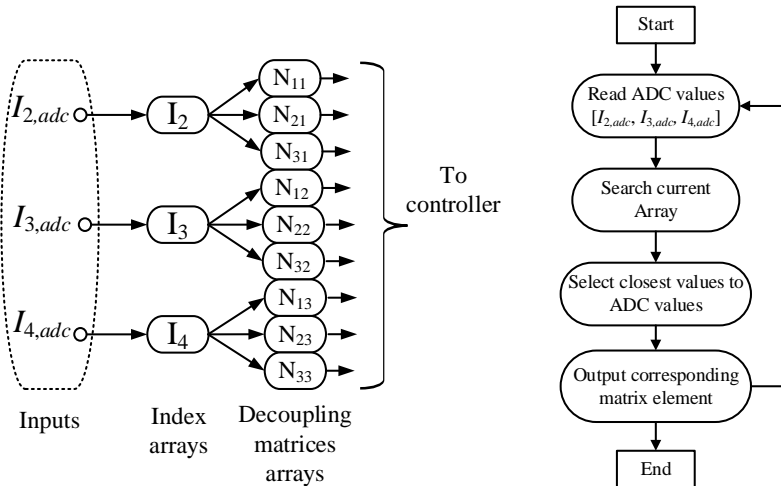 I2,adc
I3,adc
I4,adc
Inputs
I2
I3
I4
Index
arrays
N11
N21
N31
N12
N22
N32
N13
N23
N33
Decoupling
matrices
arrays
To
controller
Start
Read ADC values
[I2,adc, I3,adc, I4,adc]
Search current
Array
Select closest values to
ADC values
Output corresponding
matrix element
End